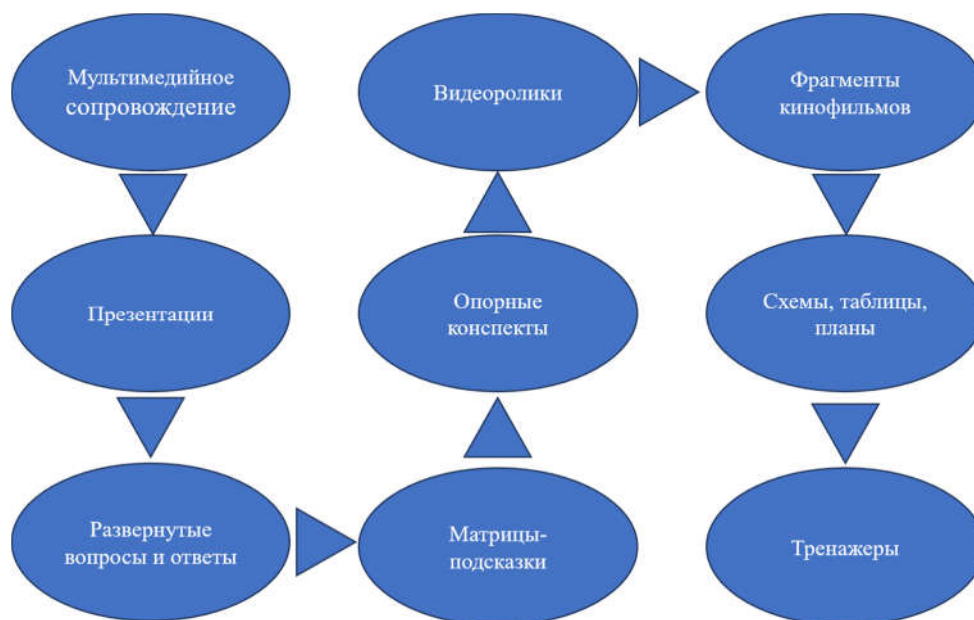 Мультимедийное
сопровождение
Презентации
Развернутые
вопросы и ответы
Матрицы-
подсказки
Опорные
конспекты
Видеоролики
Фрагменты
кинофильмов
Схемы, таблицы,
планы
Тренажеры